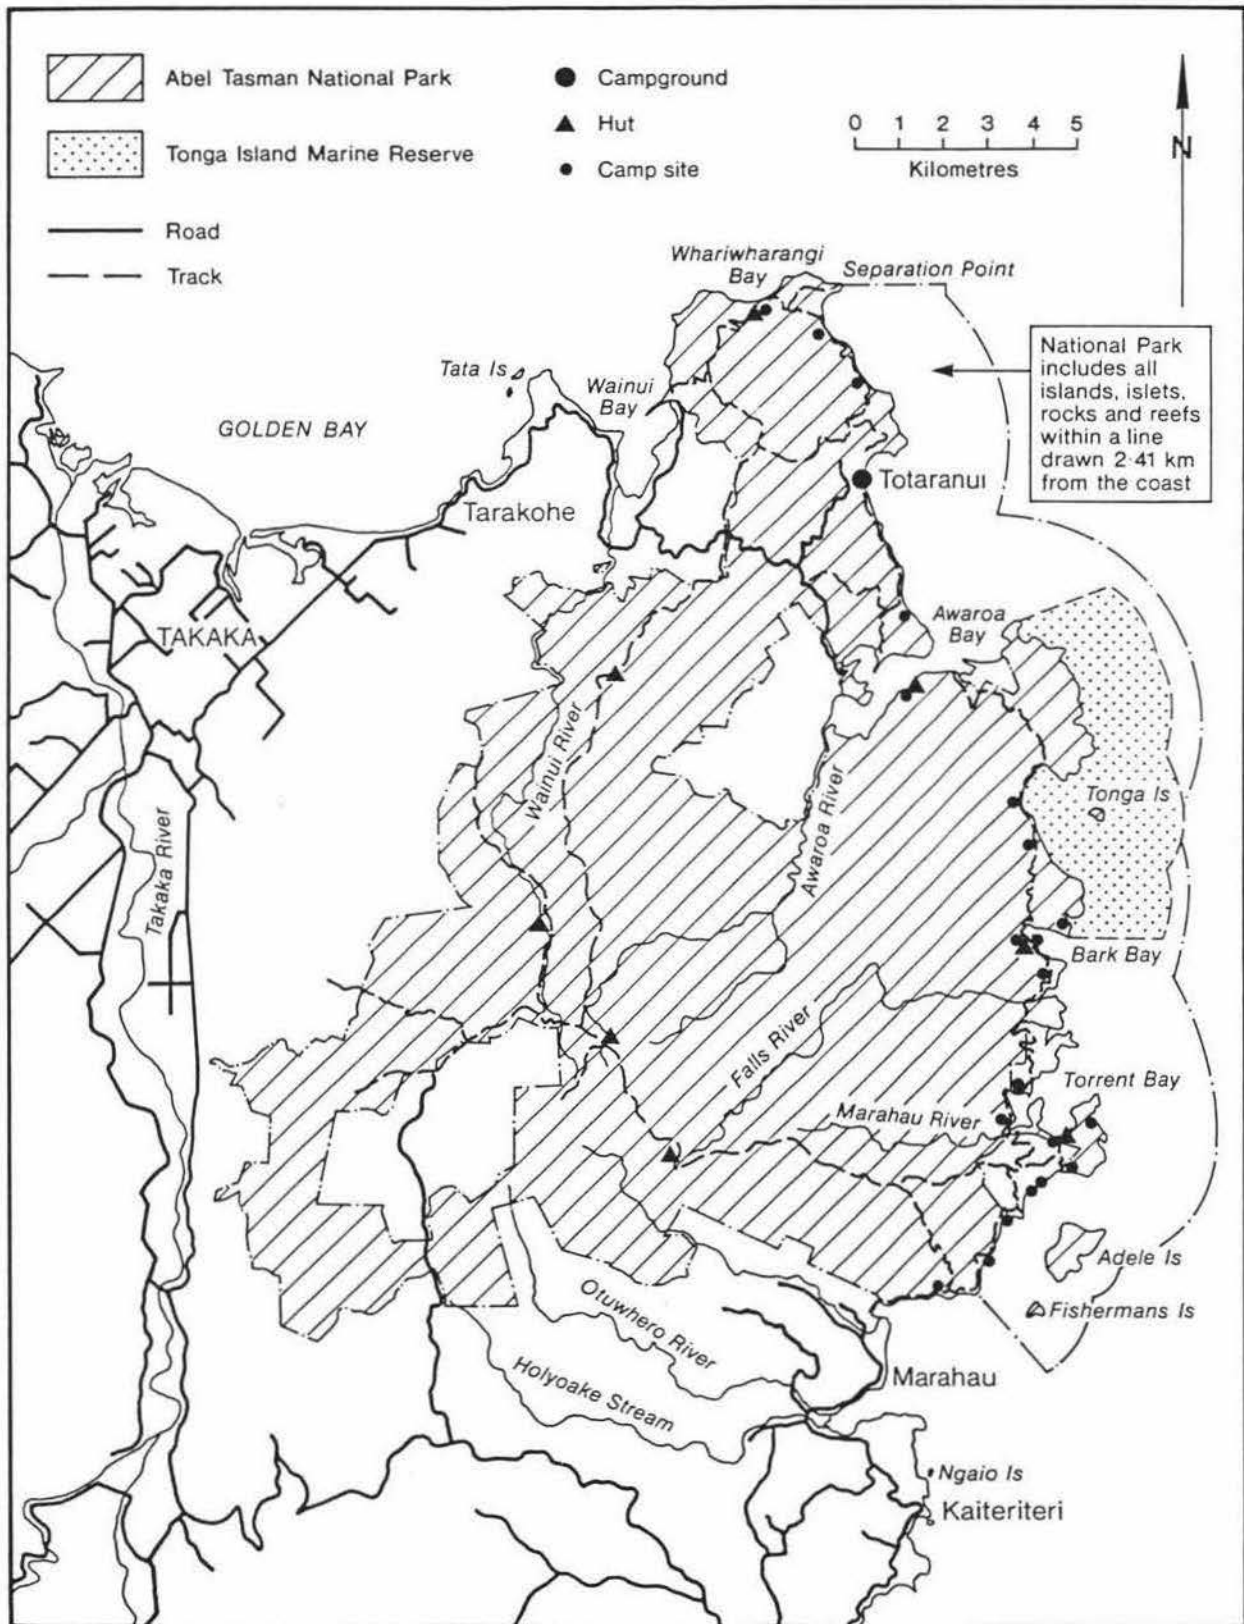 Abel Tasman National Park
Tonga Island Marine Reserve
Road
Track
Campground
Hut
Camp site
0 1 2 3 4 5
Kilometres
N
Whariwharangi
Bay
Separation Point
National Park
includes all
islands, islets,
rocks and reefs
within a line
drawn 2·41 km
from the coast
Tata Is
Wainui
Bay
GOLDEN BAY
Tarakohe
Totaranui
TAKAKA
Awaroa
Bay
Wainui River
Takaka River
Awaroa River
Tonga Is
Bark Bay
Falls River
Torrent Bay
Marahau River
Adele Is
Fishermans Is
Otuwhero River
Marahau
Holyoake Stream
Ngaio Is
Kaiteriteri